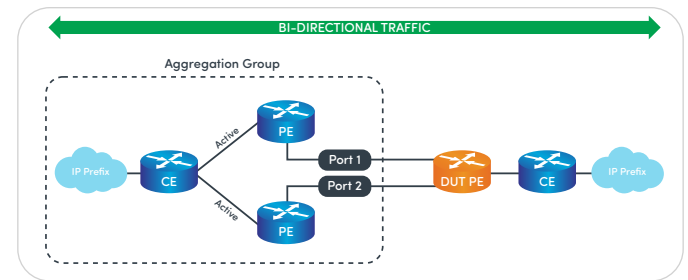 BI-DIRECTIONAL TRAFFIC
Aggregation Group
PE
Active
Port 1
IP Prefix
CE
DUT PE
CE
IP Prefix
Port 2
Active
PE